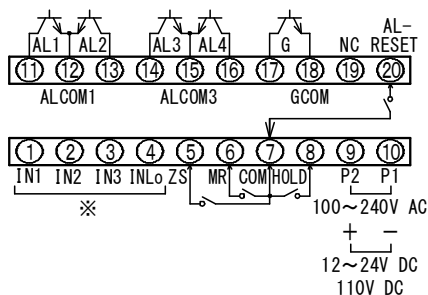 AL-
AL1 AL2 AL3 AL4 G NC RESET
11 12 13 14 15 16 17 18 19 20
ALCOM1 ALCOM3 GCOM
1 2 3 4 5 6 7 8 9 10
IN1 IN2 IN3 INLo ZS MR COM HOLD P2 P1
※
100～240V AC
+ −
12～24V DC
110V DC